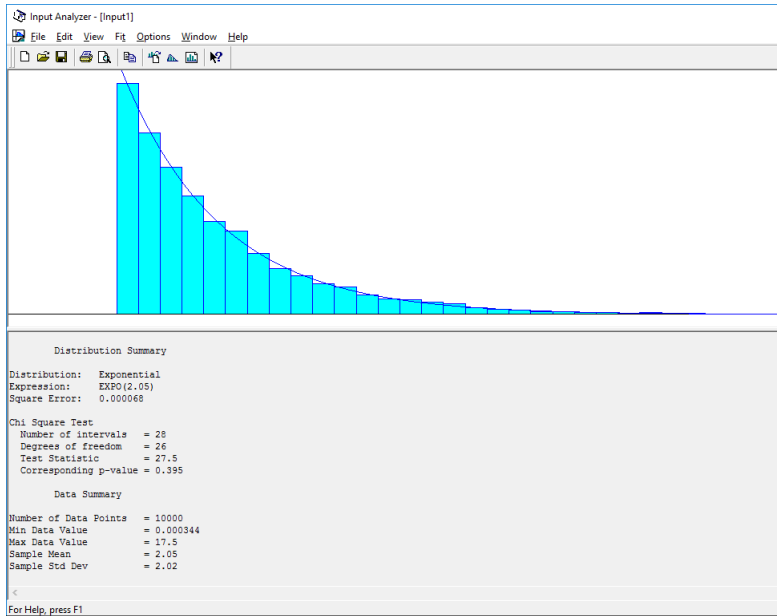 Input Analyzer - [Input1]
File Edit View Fit Options Window Help
Distribution Summary
Distribution: Exponential
Expression: EXPO(2.05)
Square Error: 0.000068
Chi Square Test
Number of intervals = 28
Degrees of freedom = 26
Test Statistic = 27.5
Corresponding p-value = 0.395
Data Summary
Number of Data Points = 10000
Min Data Value = 0.000344
Max Data Value = 17.5
Sample Mean = 2.05
Sample Std Dev = 2.02
For Help, press F1